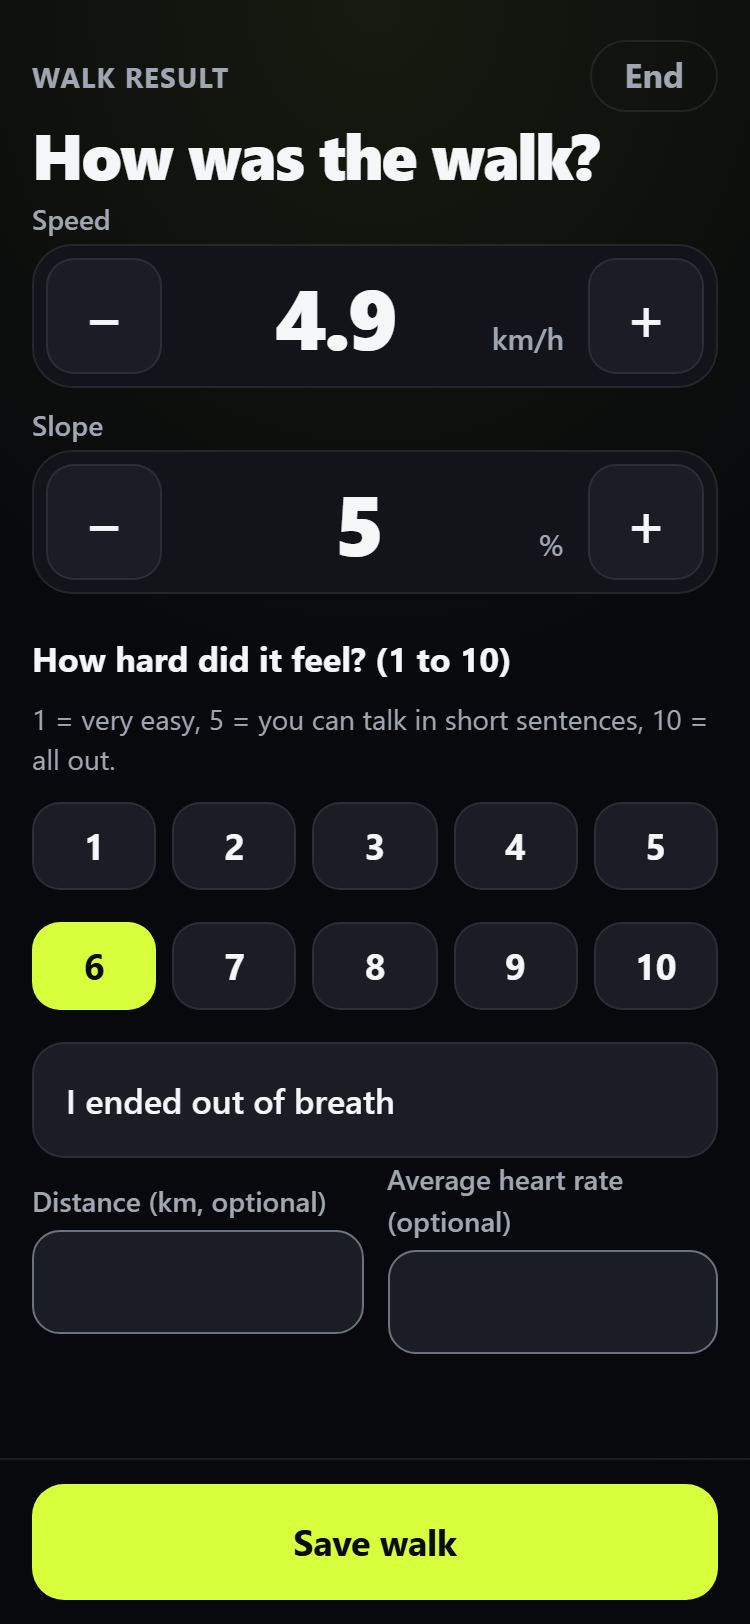 WALK RESULT
End
How was the walk?
Speed
−
4.9
km/h
+
Slope
−
5
%
+
How hard did it feel? (1 to 10)
1 = very easy, 5 = you can talk in short sentences, 10 =
all out.
1
2
3
4
5
6
7
8
9
10
I ended out of breath
Distance (km, optional)
Average heart rate
(optional)
Save walk